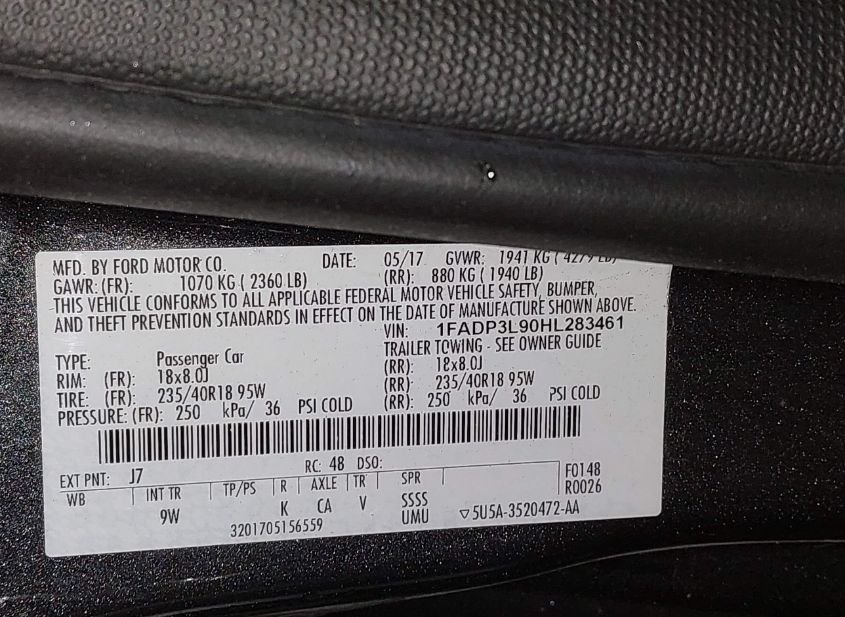 MFD. BY FORD MOTOR CO. DATE: 05/17 GVWR: 1941 KG ( 4279 LB)
GAWR: (FR): 1070 KG ( 2360 LB) (RR): 880 KG ( 1940 LB)
THIS VEHICLE CONFORMS TO ALL APPLICABLE FEDERAL MOTOR VEHICLE SAFETY, BUMPER,
AND THEFT PREVENTION STANDARDS IN EFFECT ON THE DATE OF MANUFACTURE SHOWN ABOVE.
VIN: 1FADP3L90HL283461
TYPE: Passenger Car TRAILER TOWING - SEE OWNER GUIDE
RIM: (FR): 18x8.0J (RR): 18x8.0J
TIRE: (FR): 235/40R18 95W (RR): 235/40R18 95W
PRESSURE: (FR): 250 kPa/ 36 PSI COLD (RR): 250 kPa/ 36 PSI COLD
EXT PNT: J7 RC: 48 DSO: F0148
WB INT TR TP/PS R AXLE TR SPR R0026
9W K CA V SSSS
3201705156559 UMU ▽5U5A-3520472-AA